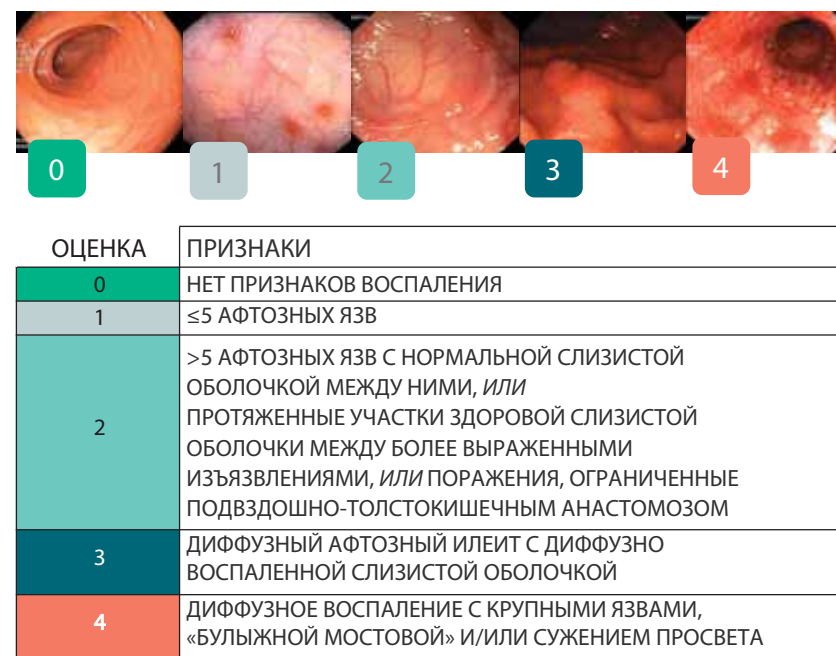 0 1 2 3 4
ОЦЕНКА ПРИЗНАКИ
0 НЕТ ПРИЗНАКОВ ВОСПАЛЕНИЯ
1 ≤5 АФТОЗНЫХ ЯЗВ
>5 АФТОЗНЫХ ЯЗВ С НОРМАЛЬНОЙ СЛИЗИСТОЙ
ОБОЛОЧКОЙ МЕЖДУ НИМИ, ИЛИ
ПРОТЯЖЕННЫЕ УЧАСТКИ ЗДОРОВОЙ СЛИЗИСТОЙ
2 ОБОЛОЧКИ МЕЖДУ БОЛЕЕ ВЫРАЖЕННЫМИ
ИЗЪЯЗВЛЕНИЯМИ, ИЛИ ПОРАЖЕНИЯ, ОГРАНИЧЕННЫЕ
ПОДВЗДОШНО-ТОЛСТОКИШЕЧНЫМ АНАСТОМОЗОМ
3 ДИФФУЗНЫЙ АФТОЗНЫЙ ИЛЕИТ С ДИФФУЗНО
ВОСПАЛЕННОЙ СЛИЗИСТОЙ ОБОЛОЧКОЙ
4 ДИФФУЗНОЕ ВОСПАЛЕНИЕ С КРУПНЫМИ ЯЗВАМИ,
«БУЛЫЖНОЙ МОСТОВОЙ» И/ИЛИ СУЖЕНИЕМ ПРОСВЕТА